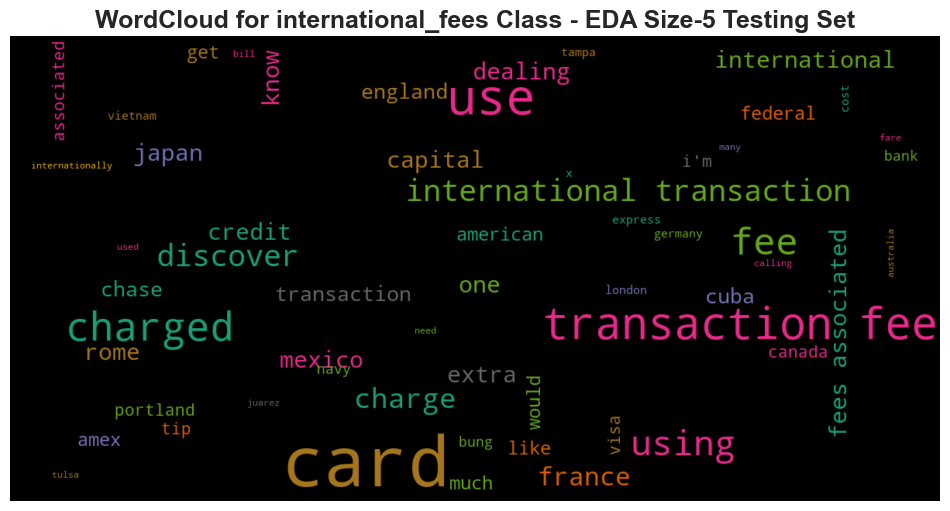 WordCloud for international_fees Class - EDA Size-5 Testing Set
associated
get
bill
know
tampa
dealing
international
england
use
vietnam
federal
cost
japan
internationally
capital
i'm
many
fare
bank
x
international transaction
credit
discover
used
american
express
germany
fee
calling
australia
chase
transaction
one
london
cuba
charged
need
transaction fee
fees associated
rome
mexico
navy
canada
extra
portland
juarez
charge
would
tip
amex
card
bung
like
visa
using
tulsa
much
france